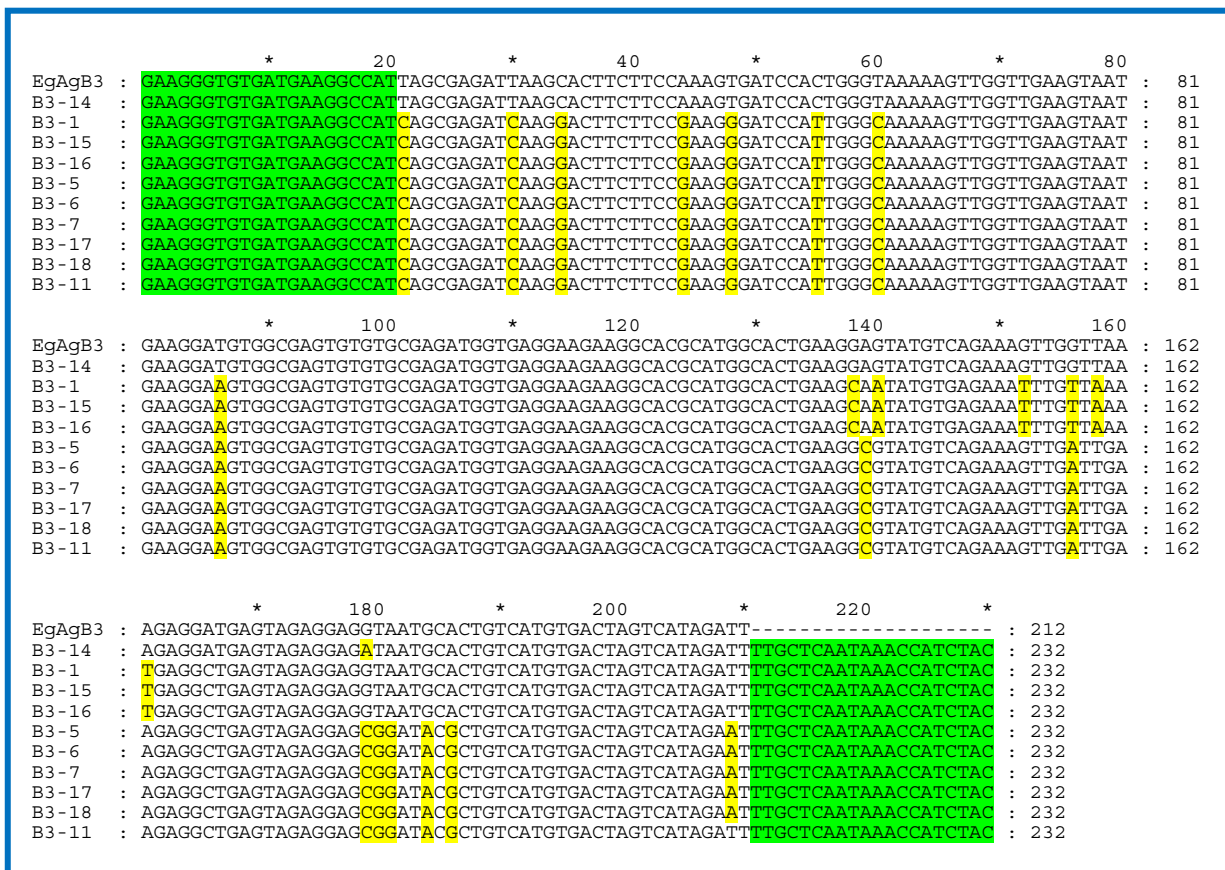 * 20 * 40 * 60 * 80
EgAgB3 : GAAGGGTGTGATGAAGGCCATTAGCGAGATTAAGCACTTCTTCCAAAGTGATCCACTGGGTAAAAAGTTGGTTGAAGTAAT : 81
B3-14 : GAAGGGTGTGATGAAGGCCATTAGCGAGATTAAGCACTTCTTCCAAAGTGATCCACTGGGTAAAAAGTTGGTTGAAGTAAT : 81
B3-1 : GAAGGGTGTGATGAAGGCCATCAGCGAGATCAAGGACTTCTTCCGAAGGGATCCATTGGGCAAAAAGTTGGTTGAAGTAAT : 81
B3-15 : GAAGGGTGTGATGAAGGCCATCAGCGAGATCAAGGACTTCTTCCGAAGGGATCCATTGGGCAAAAAGTTGGTTGAAGTAAT : 81
B3-16 : GAAGGGTGTGATGAAGGCCATCAGCGAGATCAAGGACTTCTTCCGAAGGGATCCATTGGGCAAAAAGTTGGTTGAAGTAAT : 81
B3-5 : GAAGGGTGTGATGAAGGCCATCAGCGAGATCAAGGACTTCTTCCGAAGGGATCCATTGGGCAAAAAGTTGGTTGAAGTAAT : 81
B3-6 : GAAGGGTGTGATGAAGGCCATCAGCGAGATCAAGGACTTCTTCCGAAGGGATCCATTGGGCAAAAAGTTGGTTGAAGTAAT : 81
B3-7 : GAAGGGTGTGATGAAGGCCATCAGCGAGATCAAGGACTTCTTCCGAAGGGATCCATTGGGCAAAAAGTTGGTTGAAGTAAT : 81
B3-17 : GAAGGGTGTGATGAAGGCCATCAGCGAGATCAAGGACTTCTTCCGAAGGGATCCATTGGGCAAAAAGTTGGTTGAAGTAAT : 81
B3-18 : GAAGGGTGTGATGAAGGCCATCAGCGAGATCAAGGACTTCTTCCGAAGGGATCCATTGGGCAAAAAGTTGGTTGAAGTAAT : 81
B3-11 : GAAGGGTGTGATGAAGGCCATCAGCGAGATCAAGGACTTCTTCCGAAGGGATCCATTGGGCAAAAAGTTGGTTGAAGTAAT : 81
* 100 * 120 * 140 * 160
EgAgB3 : GAAGGATGTGGCGAGTGTGTGCGAGATGGTGAGGAAGAAGGCACGCATGGCACTGAAGGAGTATGTCAGAAAGTTGGTTAA : 162
B3-14 : GAAGGATGTGGCGAGTGTGTGCGAGATGGTGAGGAAGAAGGCACGCATGGCACTGAAGGAGTATGTCAGAAAGTTGGTTAA : 162
B3-1 : GAAGGAAGTGGCGAGTGTGTGCGAGATGGTGAGGAAGAAGGCACGCATGGCACTGAAGCAATATGTGAGAAATTTGTTAAA : 162
B3-15 : GAAGGAAGTGGCGAGTGTGTGCGAGATGGTGAGGAAGAAGGCACGCATGGCACTGAAGCAATATGTGAGAAATTTGTTAAA : 162
B3-16 : GAAGGAAGTGGCGAGTGTGTGCGAGATGGTGAGGAAGAAGGCACGCATGGCACTGAAGCAATATGTGAGAAATTTGTTAAA : 162
B3-5 : GAAGGAAGTGGCGAGTGTGTGCGAGATGGTGAGGAAGAAGGCACGCATGGCACTGAAGGCGTATGTCAGAAAGTTGATTGA : 162
B3-6 : GAAGGAAGTGGCGAGTGTGTGCGAGATGGTGAGGAAGAAGGCACGCATGGCACTGAAGGCGTATGTCAGAAAGTTGATTGA : 162
B3-7 : GAAGGAAGTGGCGAGTGTGTGCGAGATGGTGAGGAAGAAGGCACGCATGGCACTGAAGGCGTATGTCAGAAAGTTGATTGA : 162
B3-17 : GAAGGAAGTGGCGAGTGTGTGCGAGATGGTGAGGAAGAAGGCACGCATGGCACTGAAGGCGTATGTCAGAAAGTTGATTGA : 162
B3-18 : GAAGGAAGTGGCGAGTGTGTGCGAGATGGTGAGGAAGAAGGCACGCATGGCACTGAAGGCGTATGTCAGAAAGTTGATTGA : 162
B3-11 : GAAGGAAGTGGCGAGTGTGTGCGAGATGGTGAGGAAGAAGGCACGCATGGCACTGAAGGCGTATGTCAGAAAGTTGATTGA : 162
* 180 * 200 * 220 *
EgAgB3 : AGAGGATGAGTAGAGGAGGTAATGCACTGTCATGTGACTAGTCATAGATT-------------------- : 212
B3-14 : AGAGGATGAGTAGAGGAGATAATGCACTGTCATGTGACTAGTCATAGATTTTGCTCAATAAACCATCTAC : 232
B3-1 : TGAGGCTGAGTAGAGGAGGTAATGCACTGTCATGTGACTAGTCATAGATTTTGCTCAATAAACCATCTAC : 232
B3-15 : TGAGGCTGAGTAGAGGAGGTAATGCACTGTCATGTGACTAGTCATAGATTTTGCTCAATAAACCATCTAC : 232
B3-16 : TGAGGCTGAGTAGAGGAGGTAATGCACTGTCATGTGACTAGTCATAGATTTTGCTCAATAAACCATCTAC : 232
B3-5 : AGAGGCTGAGTAGAGGAGCGGATACGCTGTCATGTGACTAGTCATAGAATTTGCTCAATAAACCATCTAC : 232
B3-6 : AGAGGCTGAGTAGAGGAGCGGATACGCTGTCATGTGACTAGTCATAGAATTTGCTCAATAAACCATCTAC : 232
B3-7 : AGAGGCTGAGTAGAGGAGCGGATACGCTGTCATGTGACTAGTCATAGAATTTGCTCAATAAACCATCTAC : 232
B3-17 : AGAGGCTGAGTAGAGGAGCGGATACGCTGTCATGTGACTAGTCATAGAATTTGCTCAATAAACCATCTAC : 232
B3-18 : AGAGGCTGAGTAGAGGAGCGGATACGCTGTCATGTGACTAGTCATAGAATTTGCTCAATAAACCATCTAC : 232
B3-11 : AGAGGCTGAGTAGAGGAGCGGATACGCTGTCATGTGACTAGTCATAGATTTTGCTCAATAAACCATCTAC : 232